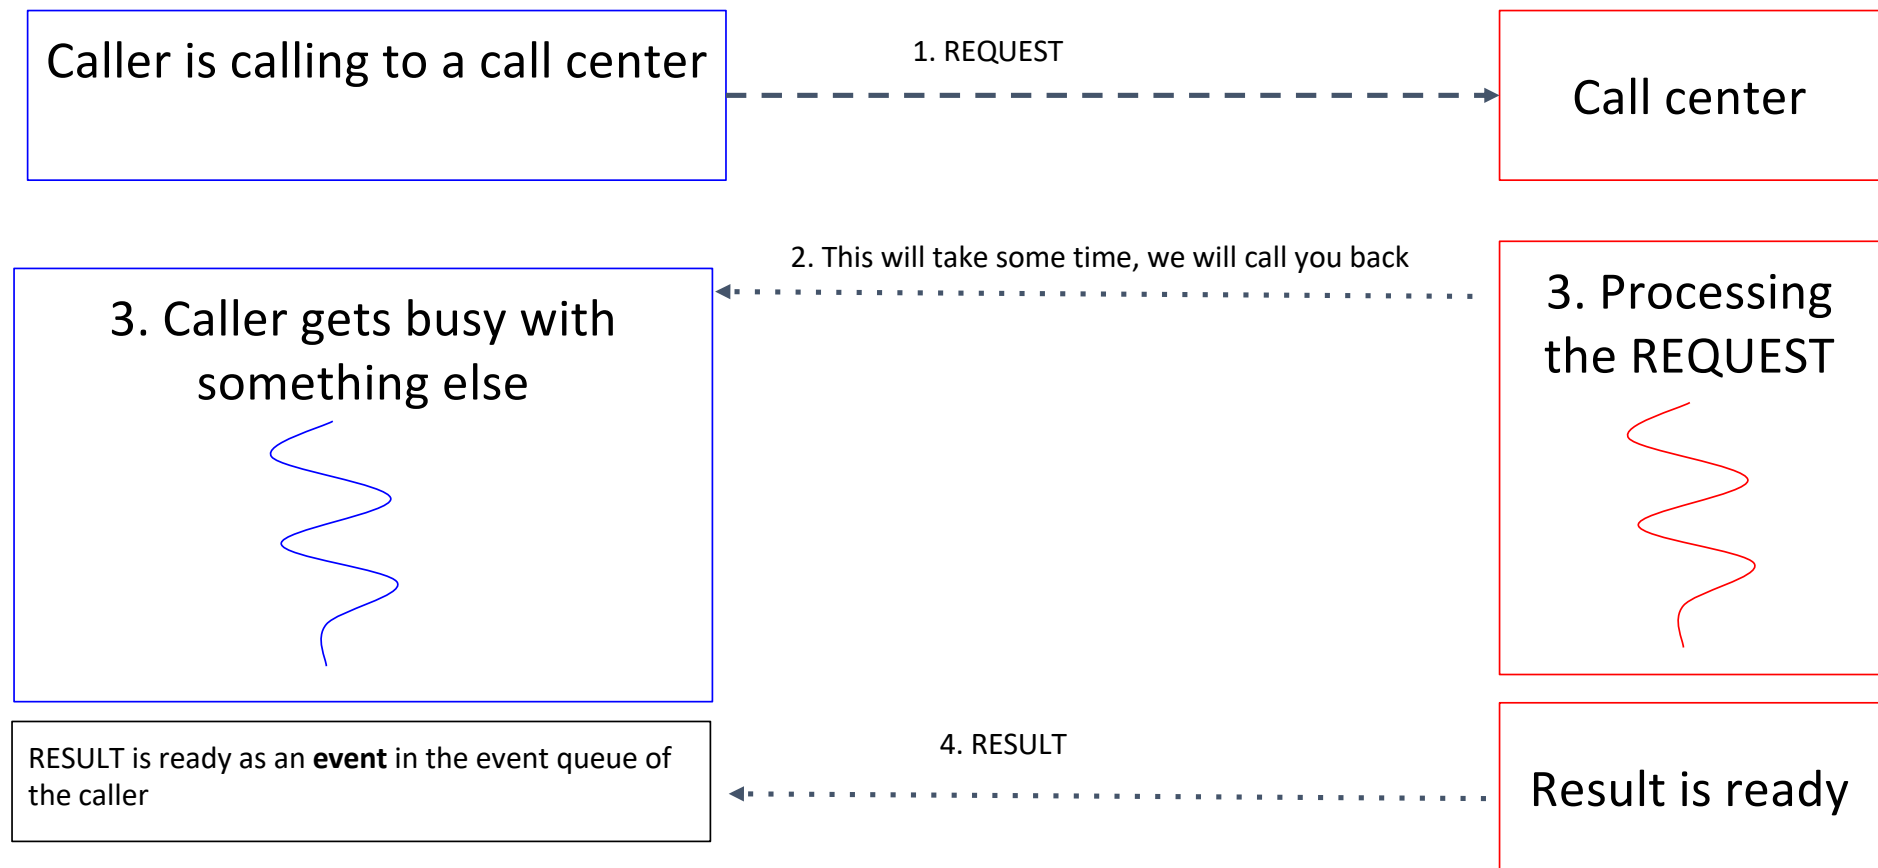 Caller is calling to a call center
1. REQUEST
Call center
2. This will take some time, we will call you back
3. Caller gets busy with
something else
3. Processing
the REQUEST
4. RESULT
RESULT is ready as an event in the event queue of
the caller
Result is ready